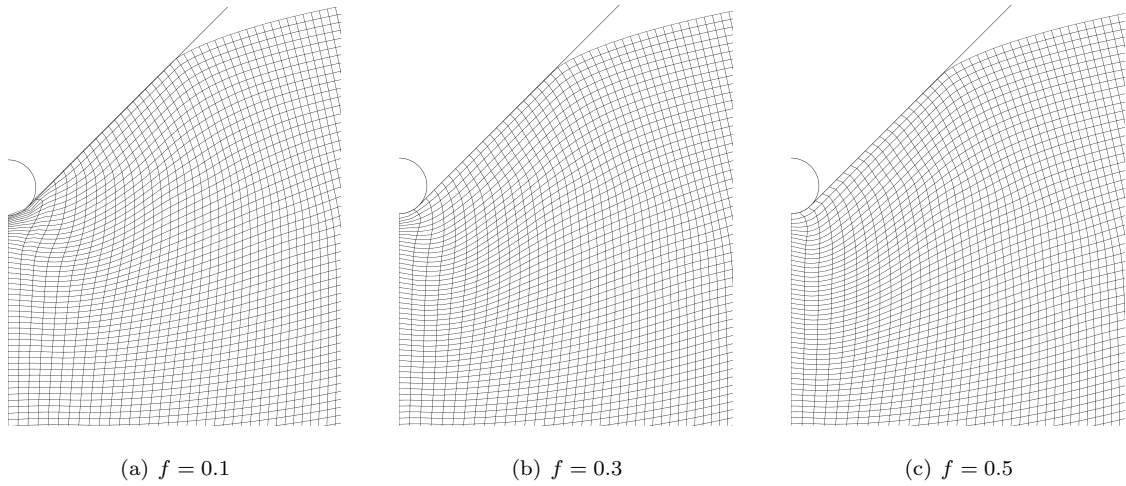 (a) f = 0.1
(b) f = 0.3
(c) f = 0.5